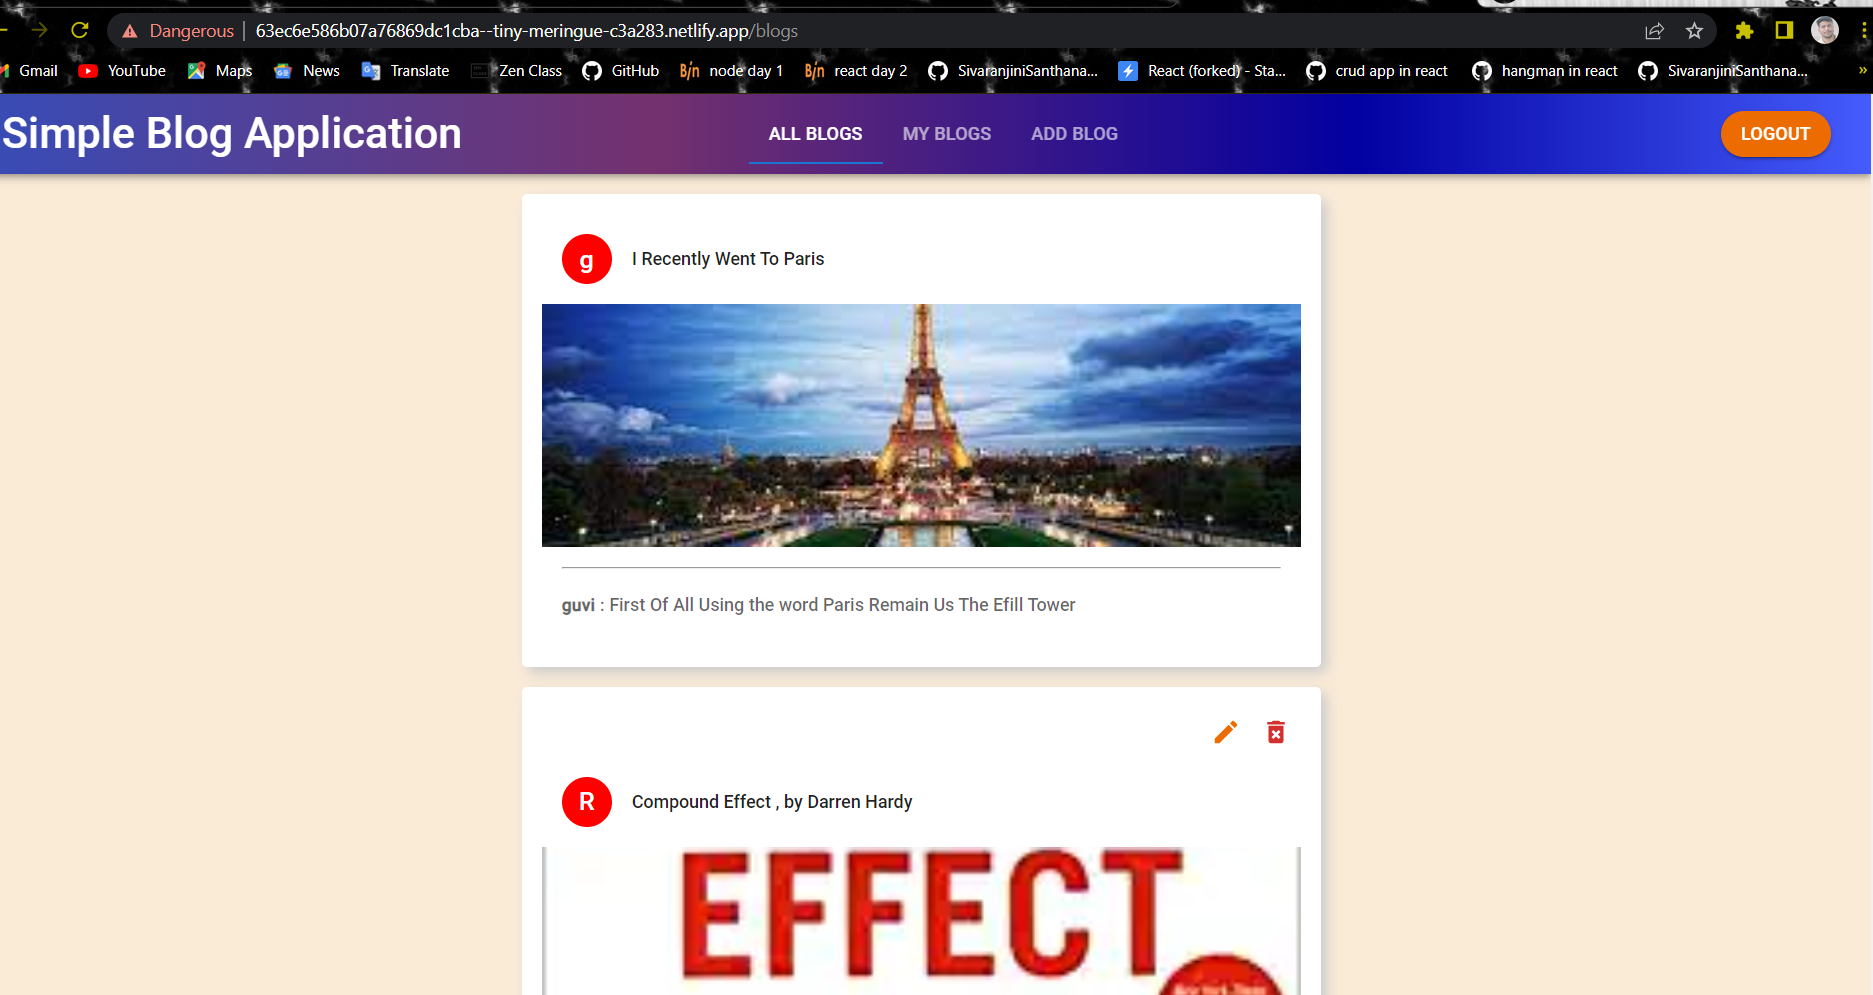 Dangerous | 63ec6e586b07a76869dc1cba--tiny-meringue-c3a283.netlify.app/blogs
Gmail YouTube Maps News Translate Zen Class GitHub node day 1 react day 2 SivaranjiniSanthana... React (forked) - Sta... crud app in react hangman in react SivaranjiniSanthana... »
Simple Blog Application ALL BLOGS MY BLOGS ADD BLOG LOGOUT
g I Recently Went To Paris
guvi : First Of All Using the word Paris Remain Us The Efill Tower
R Compound Effect , by Darren Hardy
EFFECT